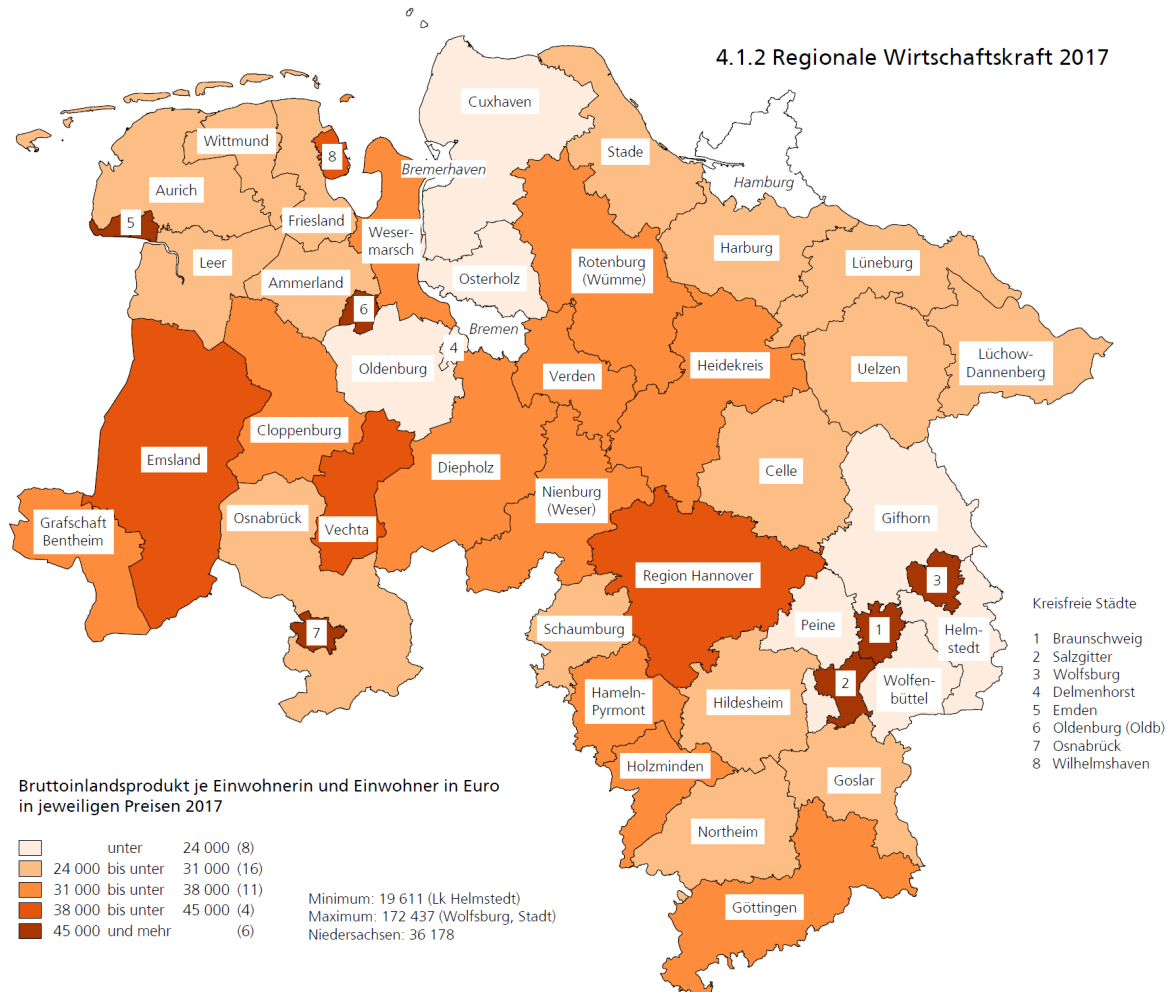 4.1.2 Regionale Wirtschaftskraft 2017
Cuxhaven
Wittmund
Stade
8
Bremerhaven
Hamburg
Aurich
5
Friesland
Weser-
marsch
Harburg
Leer
Lüneburg
Rotenburg
(Wümme)
Ammerland
Osterholz
6
Bremen
4
Oldenburg
Verden
Heidekreis
Uelzen
Lüchow-
Dannenberg
Cloppenburg
Emsland
Diepholz
Celle
Nienburg
(Weser)
Grafschaft
Bentheim
Osnabrück
Vechta
Gifhorn
Region Hannover
3
7
Schaumburg
Peine
1
Helm-
stedt
2
Wolfen-
büttel
Hameln-
Pyrmont
Hildesheim
Holzminden
Goslar
Northeim
Göttingen
Kreisfreie Städte
1 Braunschweig
2 Salzgitter
3 Wolfsburg
4 Delmenhorst
5 Emden
6 Oldenburg (Oldb)
7 Osnabrück
8 Wilhelmshaven
Bruttoinlandsprodukt je Einwohnerin und Einwohner in Euro
in jeweiligen Preisen 2017
unter 24 000 (8)
24 000 bis unter 31 000 (16)
31 000 bis unter 38 000 (11)
38 000 bis unter 45 000 (4)
45 000 und mehr (6)
Minimum: 19 611 (Lk Helmstedt)
Maximum: 172 437 (Wolfsburg, Stadt)
Niedersachsen: 36 178